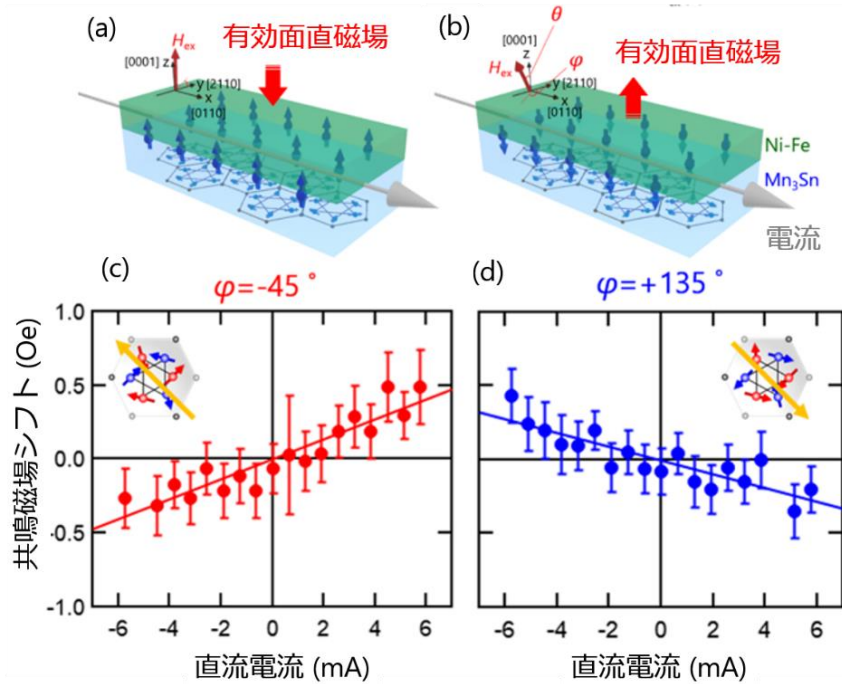 (a)
有効面直磁場
Hex
[0001] z
y [2110]
x
[0110]
(b)
θ
有効面直磁場
[0001]
z
φ
Hex
y [2110]
x
[0110]
Ni-Fe
Mn3Sn
電流
(c)
φ=-45°
(d)
φ=+135°
共鳴磁場シフト (Oe)
1.0
0.5
0.0
-0.5
-1.0
-6 -4 -2 0 2 4 6
-6 -4 -2 0 2 4 6
直流電流 (mA)
直流電流 (mA)